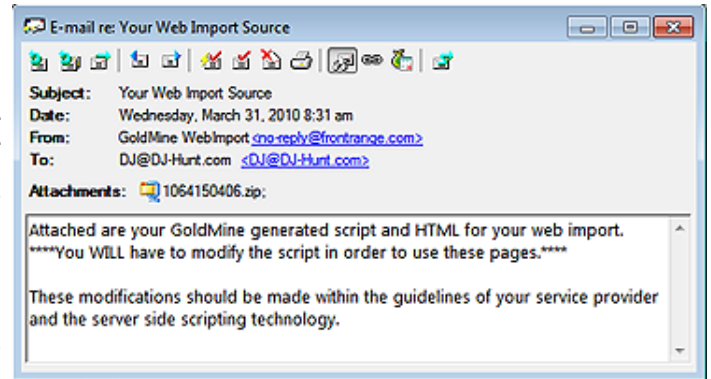 E-mail re: Your Web Import Source
Subject: Your Web Import Source
Date: Wednesday, March 31, 2010 8:31 am
From: GoldMine WebImport <no-reply@frontrange.com>
To: DJ@DJ-Hunt.com <DJ@DJ-Hunt.com>
Attachments: 1064150406.zip;
Attached are your GoldMine generated script and HTML for your web import.
****You WILL have to modify the script in order to use these pages.****
These modifications should be made within the guidelines of your service provider
and the server side scripting technology.